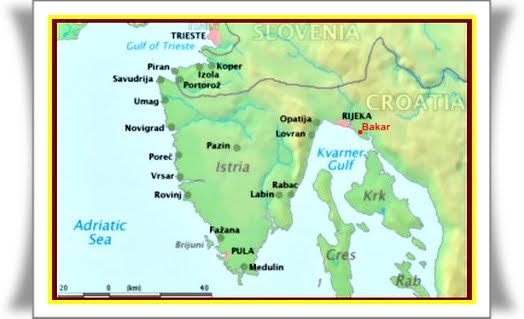 TRIESTE
SLOVENIA
Gulf of Trieste
Piran
Koper
Izola
Savudrija
Portorož
Umag
CROATIA
Opatija
RIJEKA
Novigrad
Lovran
Bakar
Pazin
Kvarner
Gulf
Poreč
Istria
Vrsar
Rabac
Krk
Rovinj
Labin
Adriatic
Sea
Fažana
Brijuni
PULA
Cres
Medulin
Rab
20
0
(km)
40